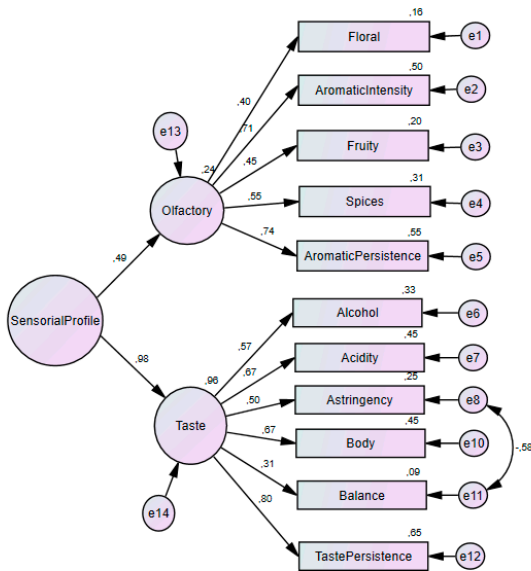 ,16
Floral
e1
,50
AromaticIntensity
e2
,40
,71
e13
,20
Fruity
e3
,24
,45
,31
Olfactory
,55
Spices
e4
,74
,55
AromaticPersistence
e5
,49
SensorialProfile
,33
Alcohol
e6
,98
,57
,45
Acidity
e7
,67
,25
,96
,50
Astringency
e8
,45
Taste
,67
Body
e10
-,58
,31
,09
Balance
e11
,80
e14
,65
TastePersistence
e12